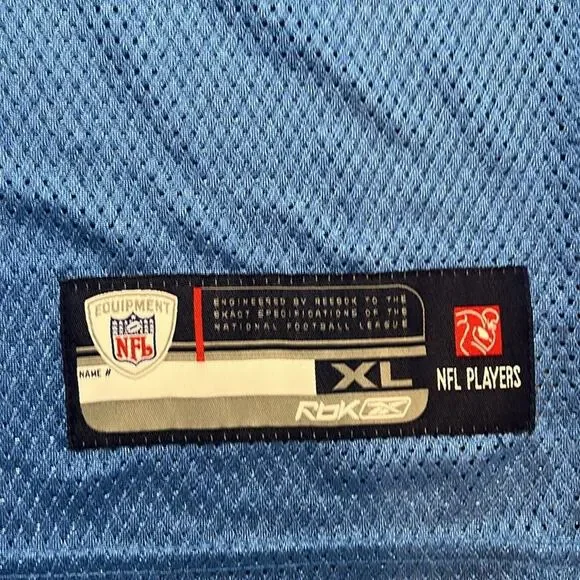 EQUIPMENT
NFL
ENGINEERED BY REEBOK TO THE
EXACT SPECIFICATIONS OF THE
NATIONAL FOOTBALL LEAGUE
NAME #
XL
RBK
NFL PLAYERS